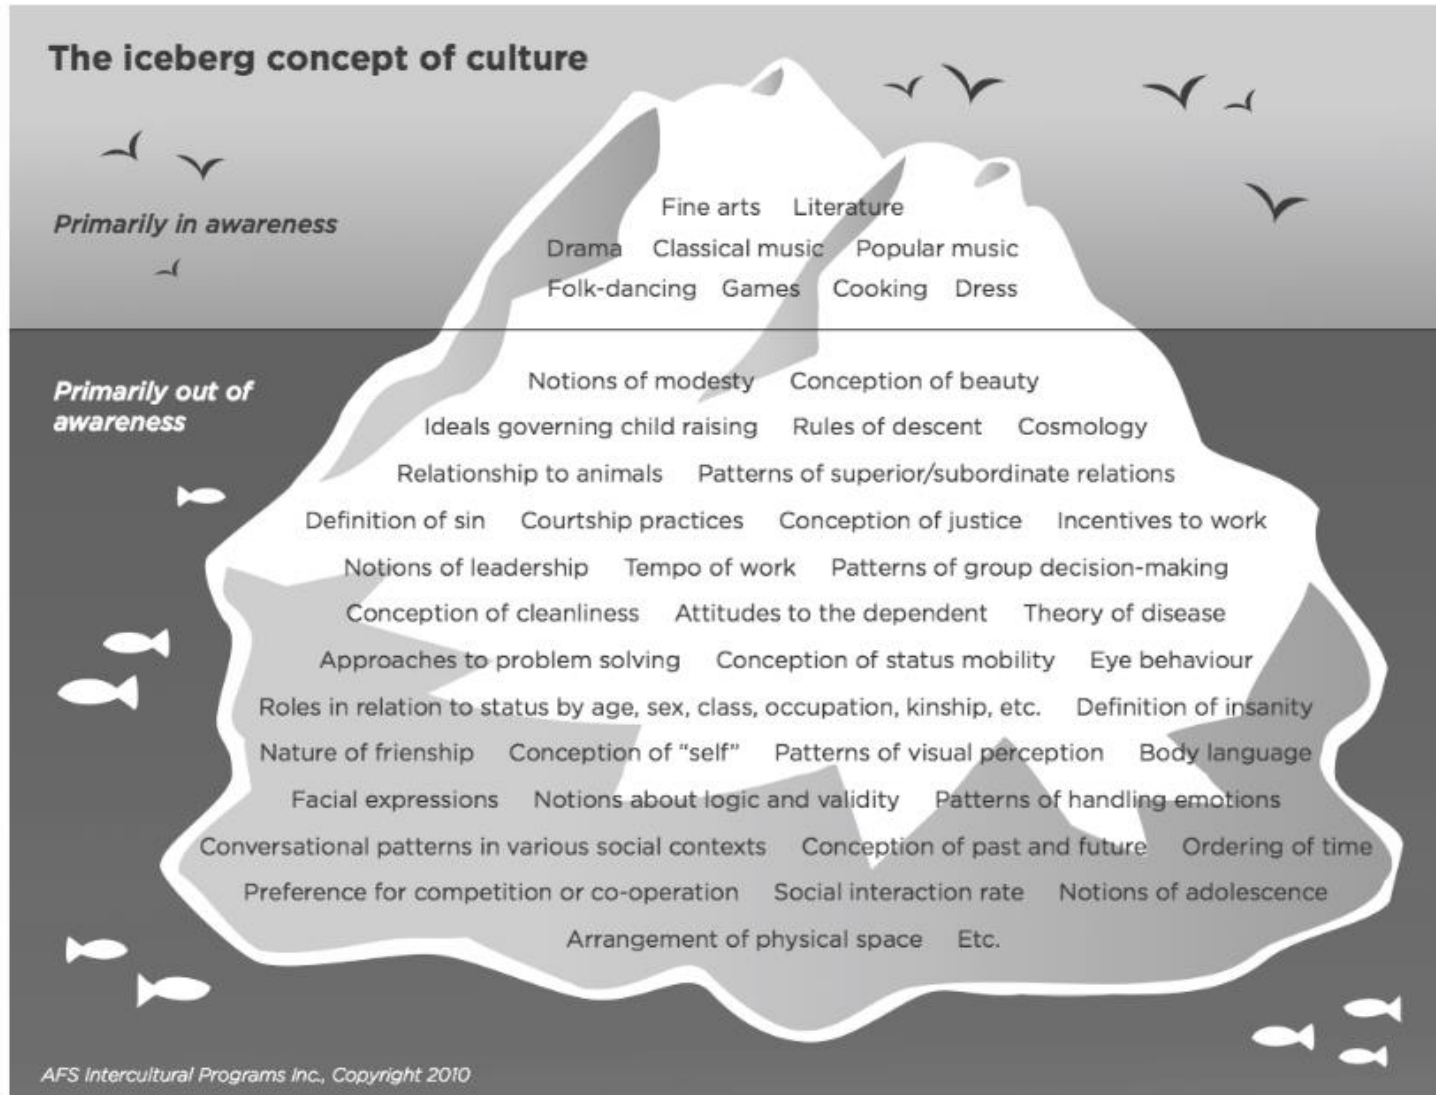 The iceberg concept of culture
Primarily in awareness
Fine arts Literature
Drama Classical music Popular music
Folk-dancing Games Cooking Dress
Primarily out of
awareness
Notions of modesty Conception of beauty
Ideals governing child raising Rules of descent Cosmology
Relationship to animals Patterns of superior/subordinate relations
Definition of sin Courtship practices Conception of justice Incentives to work
Notions of leadership Tempo of work Patterns of group decision-making
Conception of cleanliness Attitudes to the dependent Theory of disease
Approaches to problem solving Conception of status mobility Eye behaviour
Roles in relation to status by age, sex, class, occupation, kinship, etc. Definition of insanity
Nature of frienship Conception of “self” Patterns of visual perception Body language
Facial expressions Notions about logic and validity Patterns of handling emotions
Conversational patterns in various social contexts Conception of past and future Ordering of time
Preference for competition or co-operation Social interaction rate Notions of adolescence
Arrangement of physical space Etc.
AFS Intercultural Programs Inc., Copyright 2010